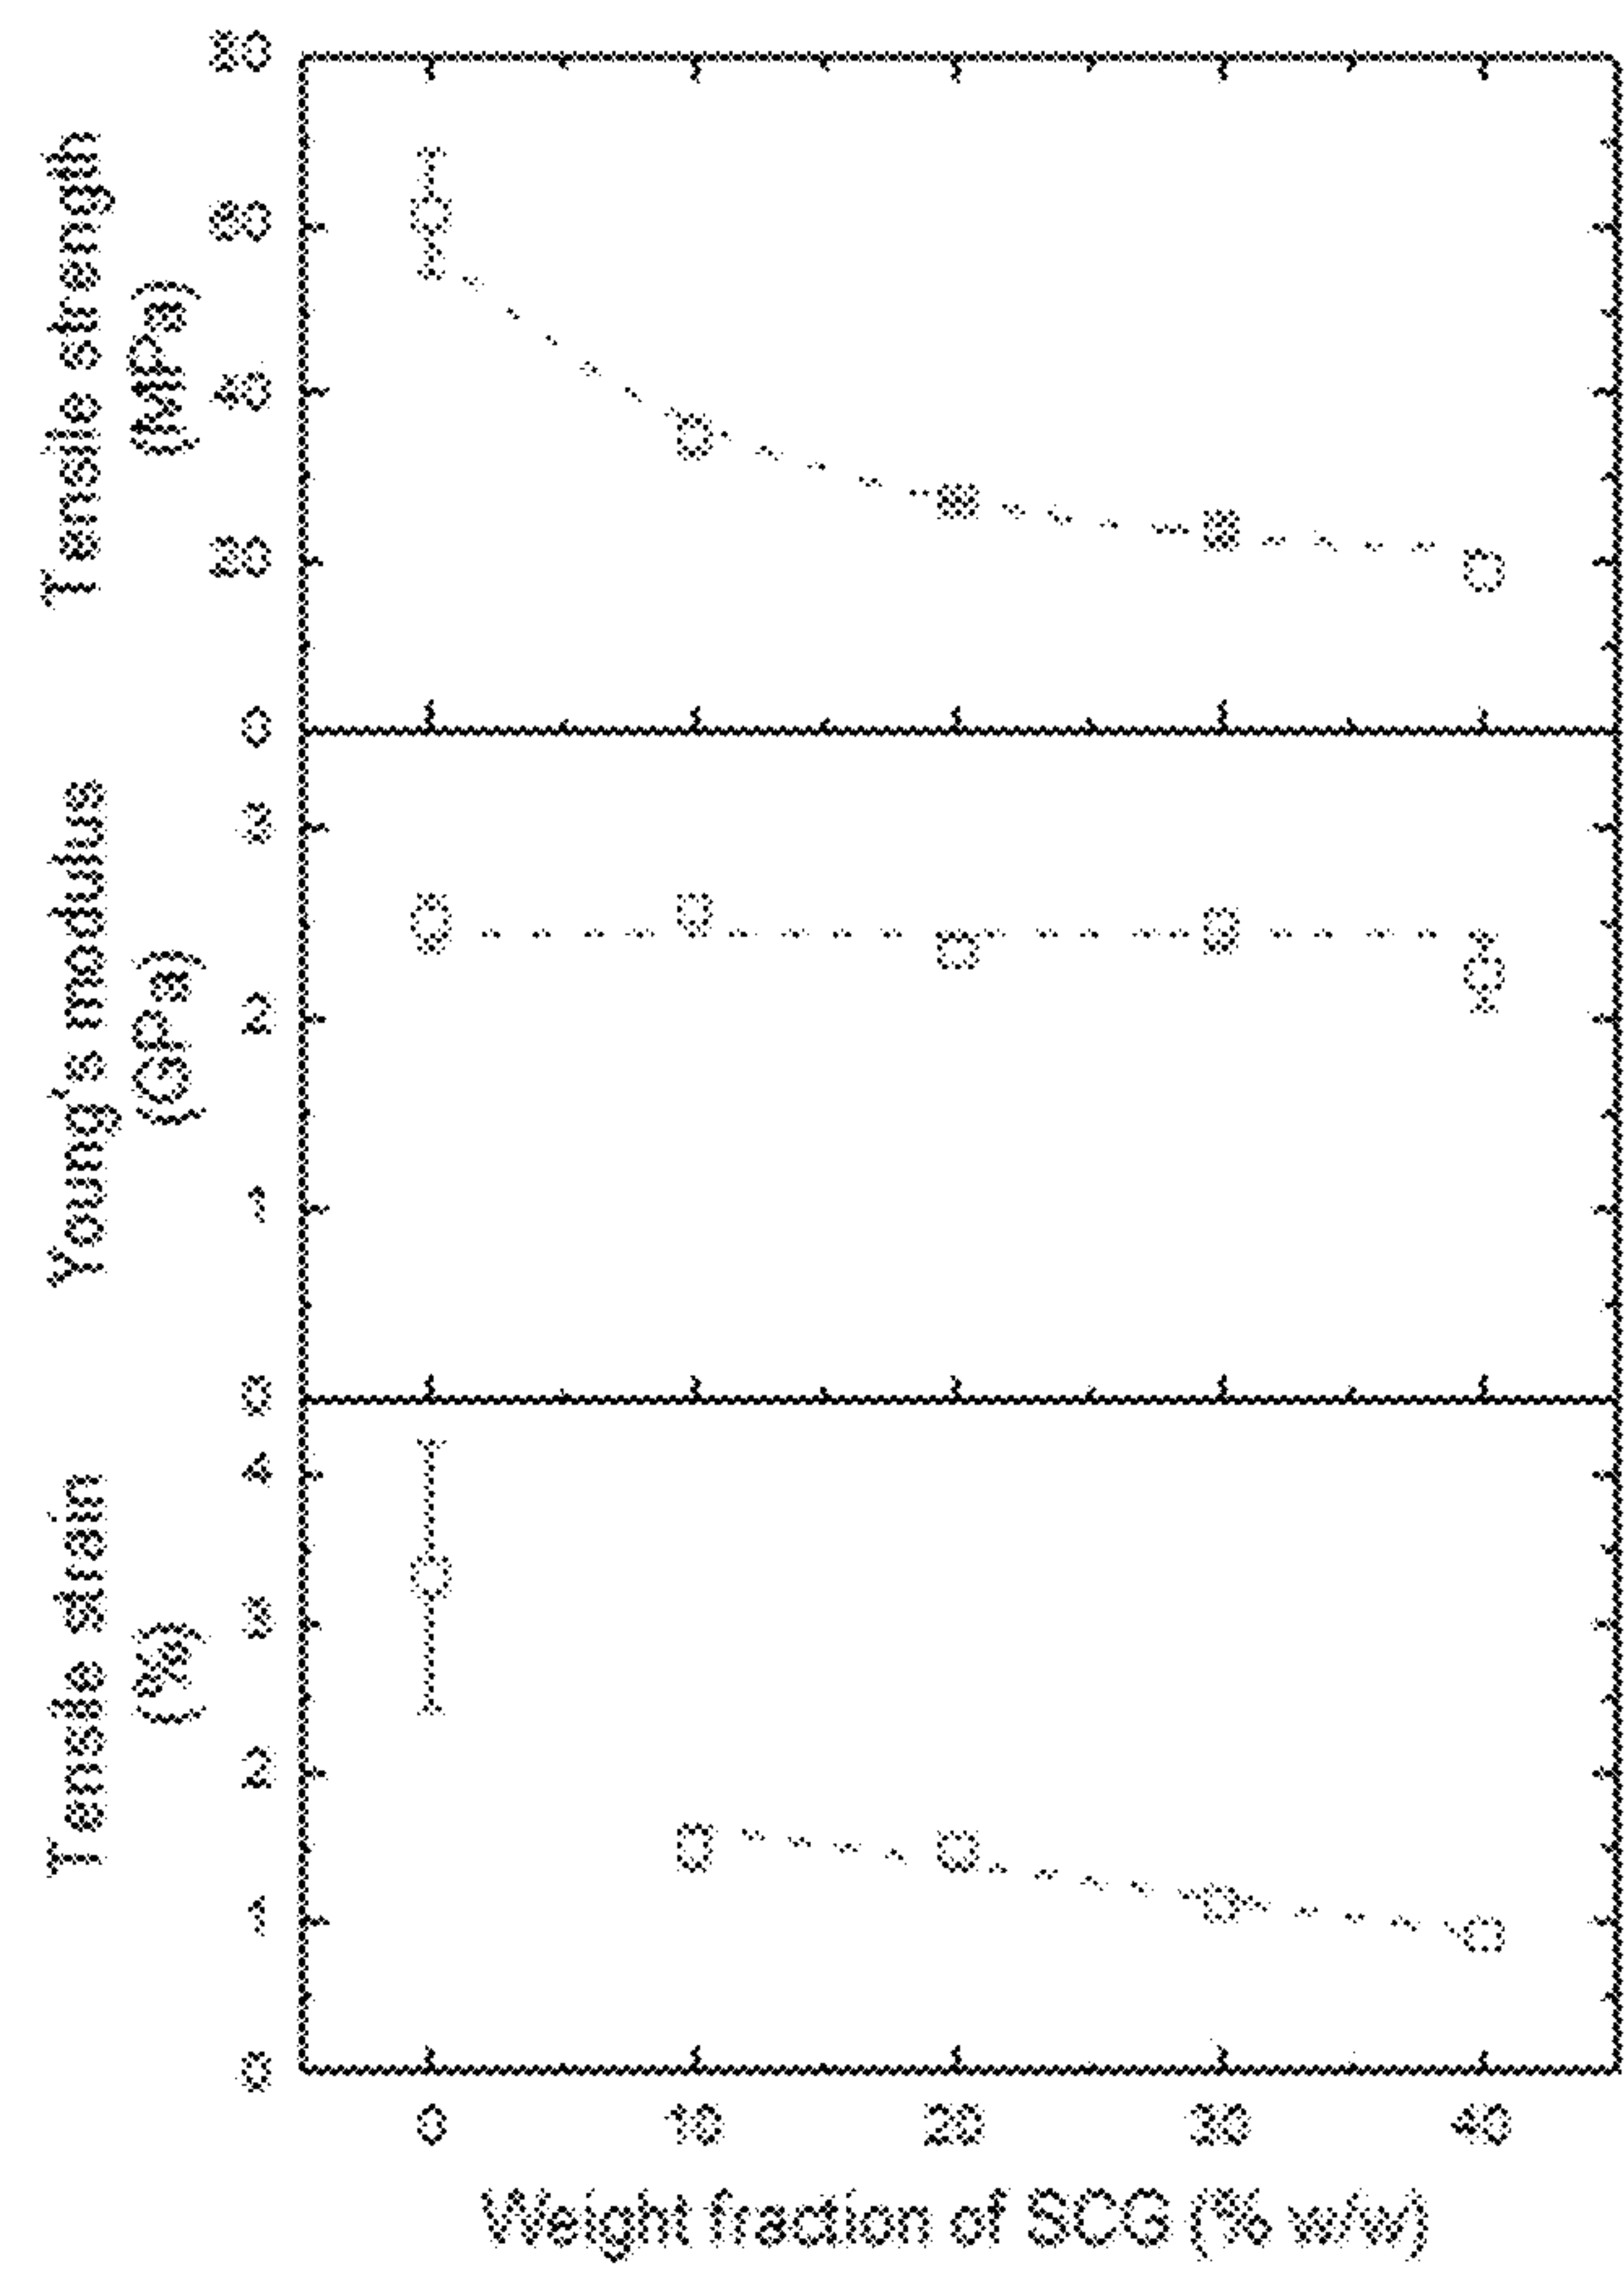 Tensile strength
(MPa)
80
60
40
20
0
Young's modulus
(GPa)
3
2
1
0
Tensile strain
(%)
4
3
2
1
0
0 10 20 30 40
Weight fraction of SCG (% w/w)